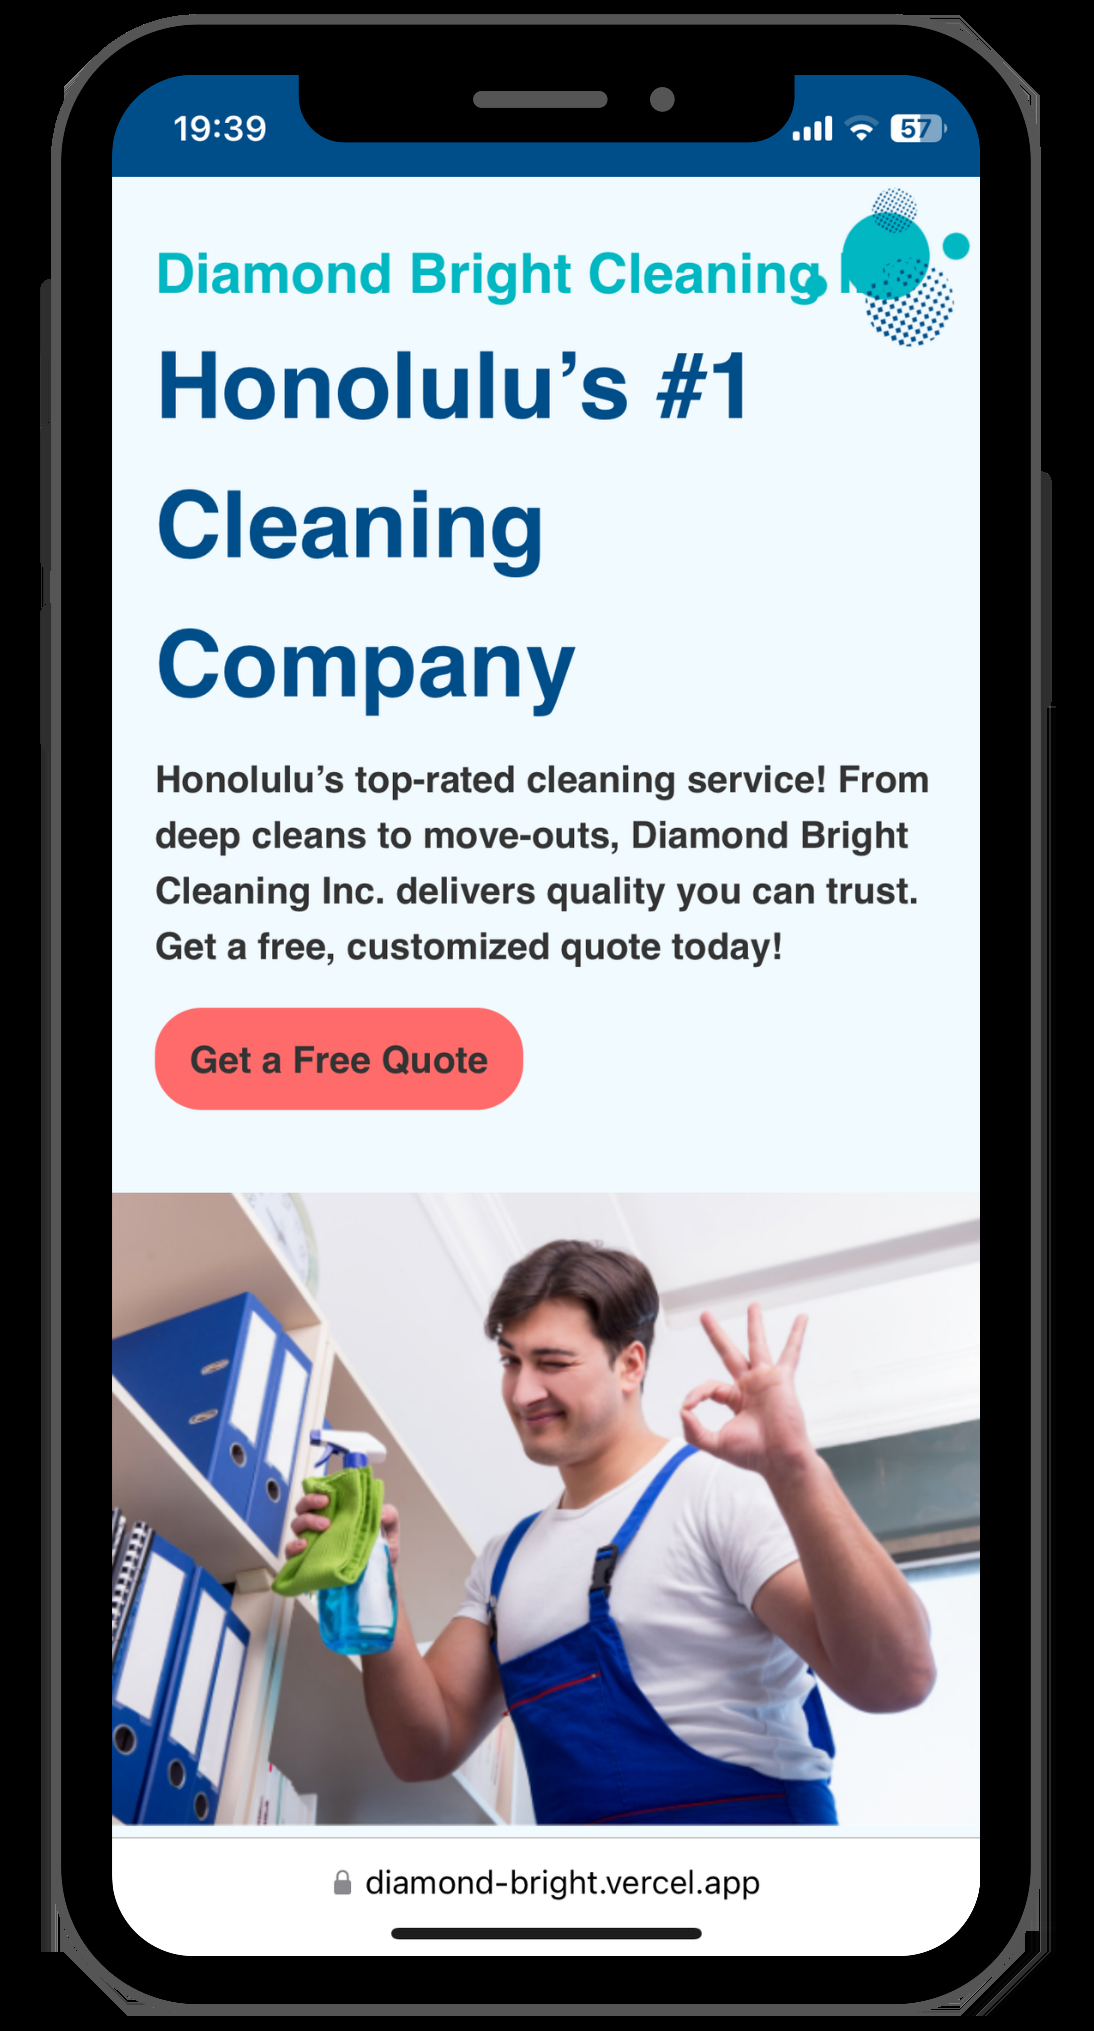 19:39
57
Diamond Bright Cleaning
Honolulu’s #1
Cleaning
Company
Honolulu’s top-rated cleaning service! From
deep cleans to move-outs, Diamond Bright
Cleaning Inc. delivers quality you can trust.
Get a free, customized quote today!
Get a Free Quote
diamond-bright.vercel.app